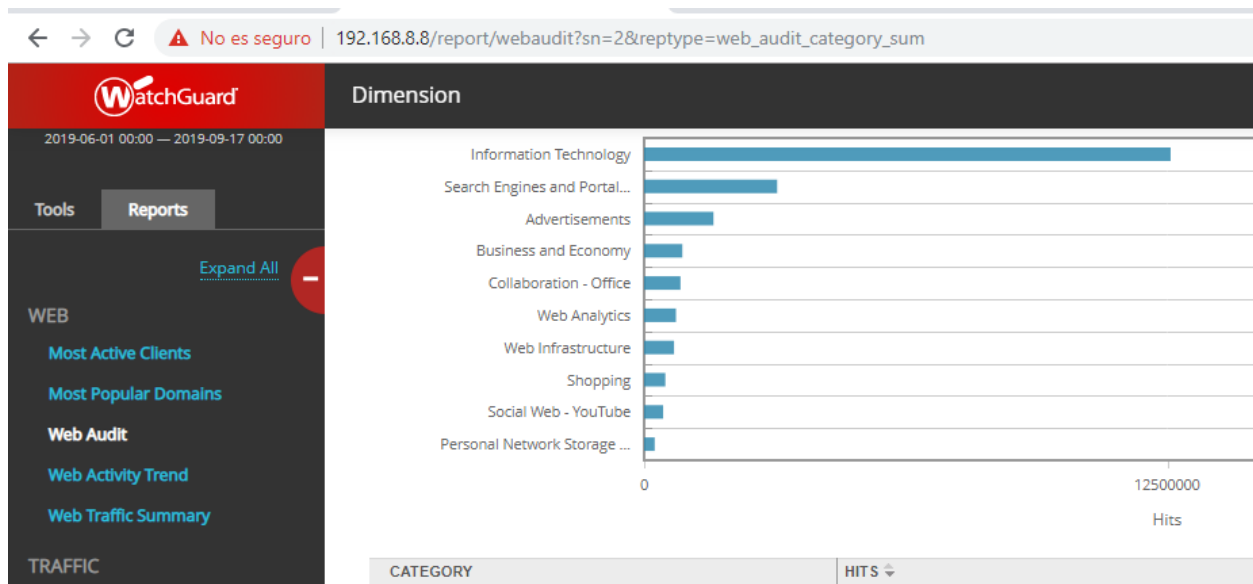 No es seguro | 192.168.8.8/report/webaudit?sn=2&reptype=web_audit_category_sum
WatchGuard
Dimension
2019-06-01 00:00 — 2019-09-17 00:00
Tools Reports
Expand All
WEB
Most Active Clients
Most Popular Domains
Web Audit
Web Activity Trend
Web Traffic Summary
TRAFFIC
Information Technology
Search Engines and Portal...
Advertisements
Business and Economy
Collaboration - Office
Web Analytics
Web Infrastructure
Shopping
Social Web - YouTube
Personal Network Storage ...
0 12500000
Hits
CATEGORY HITS